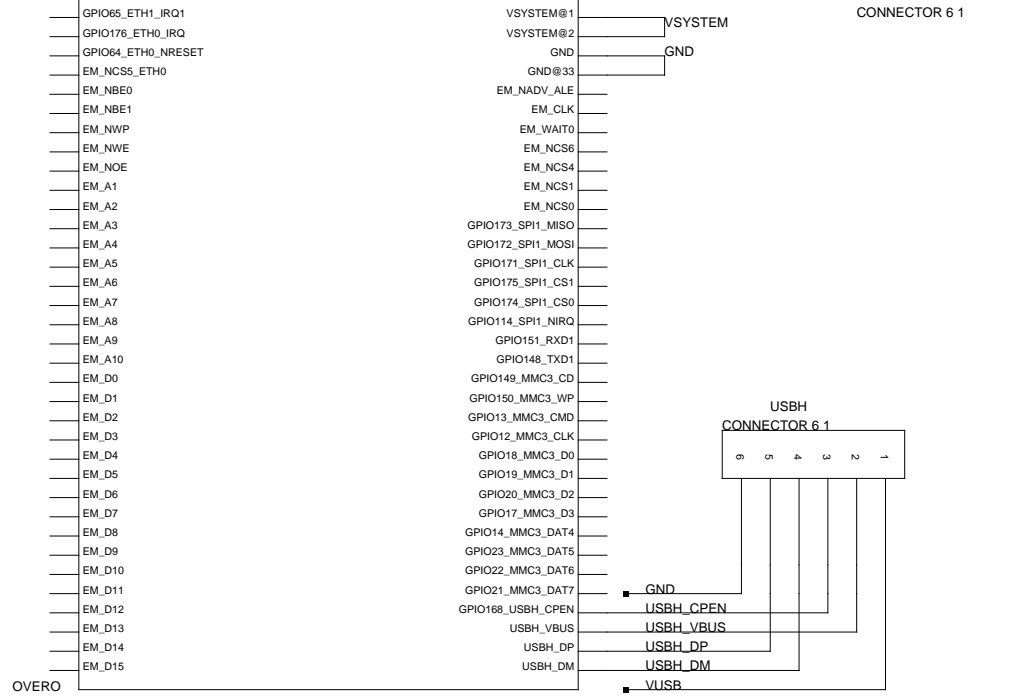 CONNECTOR 6 1
GPIO65_ETH1_IRQ1
GPIO176_ETH0_IRQ
GPIO64_ETH0_NRESET
EM_NCS5_ETH0
EM_NBE0
EM_NBE1
EM_NWP
EM_NWE
EM_NOE
EM_A1
EM_A2
EM_A3
EM_A4
EM_A5
EM_A6
EM_A7
EM_A8
EM_A9
EM_A10
EM_D0
EM_D1
EM_D2
EM_D3
EM_D4
EM_D5
EM_D6
EM_D7
EM_D8
EM_D9
EM_D10
EM_D11
EM_D12
EM_D13
EM_D14
EM_D15
OVERO
VSYSTEM@1
VSYSTEM@2
GND
GND@33
EM_NADV_ALE
EM_CLK
EM_WAIT0
EM_NCS6
EM_NCS4
EM_NCS1
EM_NCS0
GPIO173_SPI1_MISO
GPIO172_SPI1_MOSI
GPIO171_SPI1_CLK
GPIO175_SPI1_CS1
GPIO174_SPI1_CS0
GPIO114_SPI1_NIRQ
GPIO151_RXD1
GPIO148_TXD1
GPIO149_MMC3_CD
GPIO150_MMC3_WP
GPIO13_MMC3_CMD
GPIO12_MMC3_CLK
GPIO18_MMC3_D0
GPIO19_MMC3_D1
GPIO20_MMC3_D2
GPIO17_MMC3_D3
GPIO14_MMC3_DAT4
GPIO23_MMC3_DAT5
GPIO22_MMC3_DAT6
GPIO21_MMC3_DAT7
GPIO168_USBH_CPEN
USBH_VBUS
USBH_DP
USBH_DM
VSYSTEM
GND
USBH
CONNECTOR 6 1
6 5 4 3 2 1
GND
USBH_CPEN
USBH_VBUS
USBH_DP
USBH_DM
VUSB